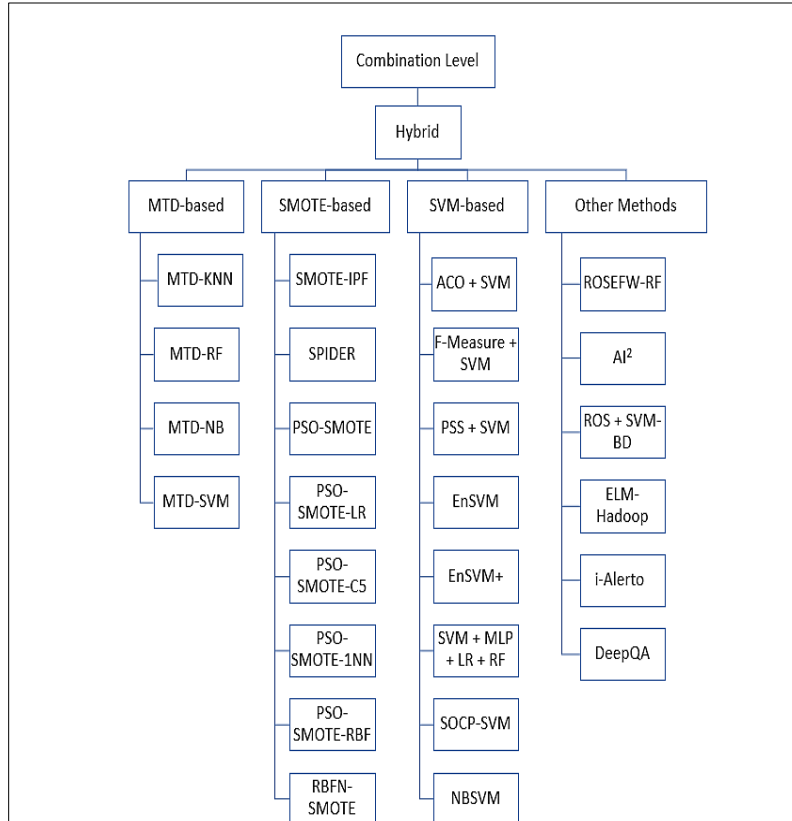 Combination Level
Hybrid
MTD-based
SMOTE-based
SVM-based
Other Methods
MTD-KNN
MTD-RF
MTD-NB
MTD-SVM
SMOTE-IPF
SPIDER
PSO-SMOTE
PSO-
SMOTE-LR
PSO-
SMOTE-C5
PSO-
SMOTE-1NN
PSO-
SMOTE-RBF
RBFN-
SMOTE
ACO + SVM
F-Measure +
SVM
PSS + SVM
EnSVM
EnSVM+
SVM + MLP
+ LR + RF
SOCP-SVM
NBSVM
ROSEFW-RF
AI²
ROS + SVM-
BD
ELM-
Hadoop
i-Alerto
DeepQA